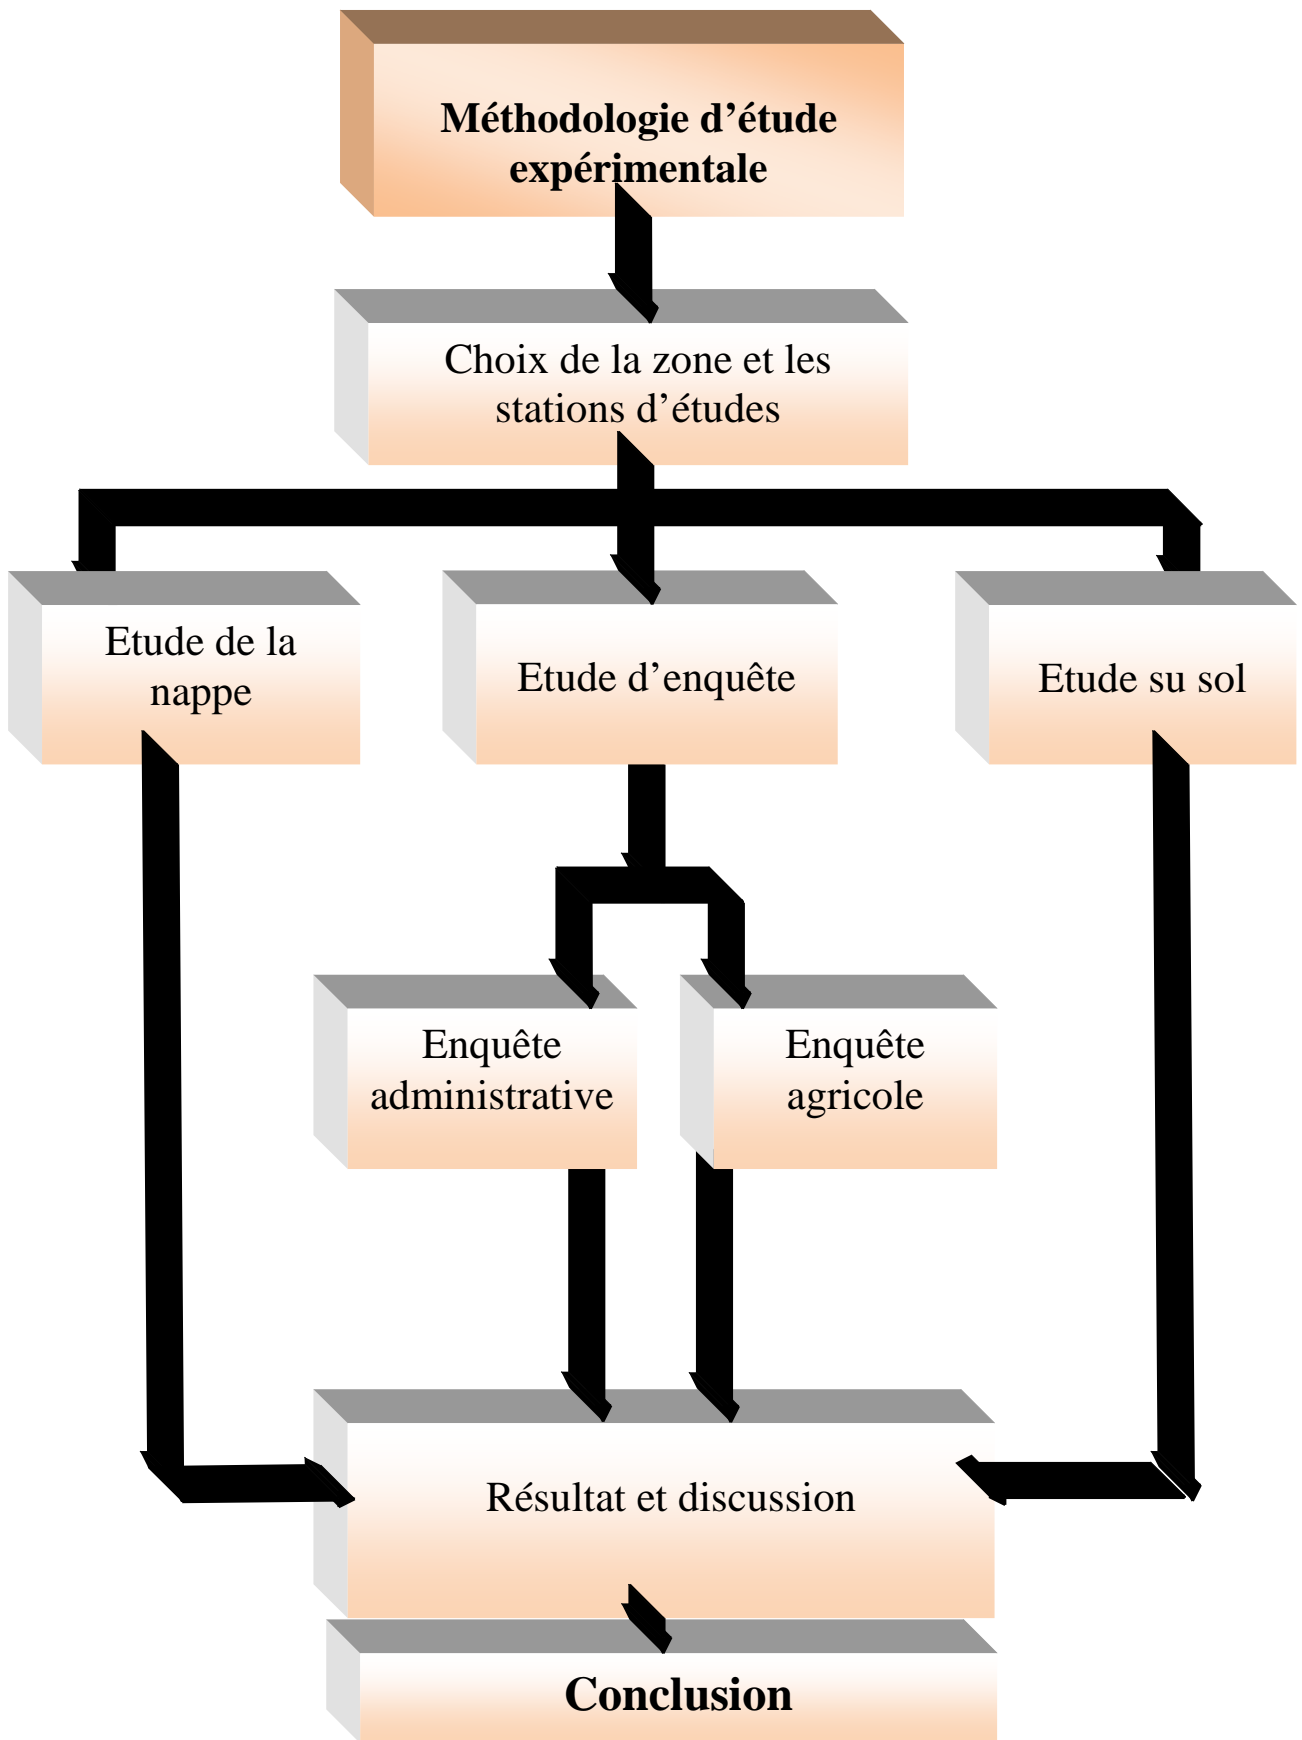 Méthodologie d’étude
expérimentale
Choix de la zone et les
stations d’études
Etude de la
nappe
Etude d’enquête
Etude su sol
Enquête
administrative
Enquête
agricole
Résultat et discussion
Conclusion